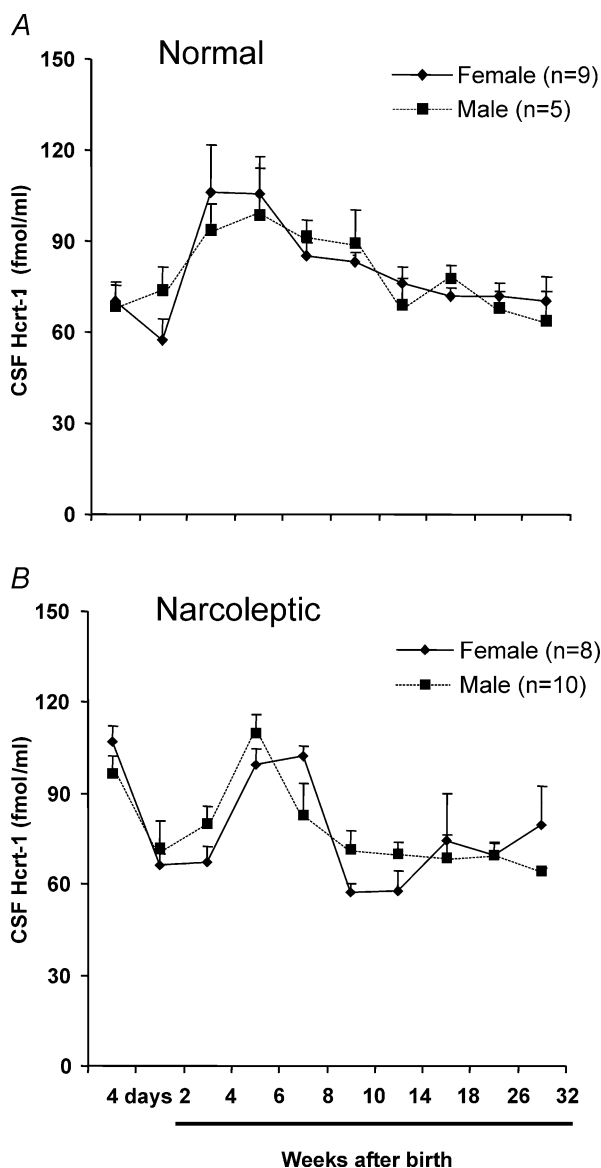 A
Normal
Female (n=9)
Male (n=5)
CSF Hcrt-1 (fmol/ml)
150
120
90
60
30
0
B
Narcoleptic
Female (n=8)
Male (n=10)
CSF Hcrt-1 (fmol/ml)
150
120
90
60
30
0
4 days 2 4 6 8 10 14 18 26 32
Weeks after birth